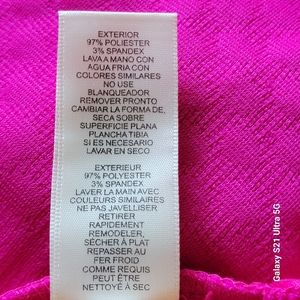 EXTERIOR
97% POLIESTER
3% SPANDEX
LAVA A MANO CON
AGUA FRIA CON
COLORES SIMILARES
NO USE
BLANQUEADOR
REMOVER PRONTO
CAMBIAR LA FORMA DE,
SECA SOBRE
SUPERFICIE PLANA
PLANCHA TIBIA
SI ES NECESARIO
LAVAR EN SECO
EXTERIEUR
97% POLYESTER
3% SPANDEX
LAVER LA MAIN AVEC
COULEURS SIMILAIRES
NE PAS JAVELLISER
RETIRER
RAPIDEMENT
REMODELER,
SÉCHER À PLAT
REPASSER AU
FER FROID
COMME REQUIS
PEUT ÊTRE
NETTOYÉ À SEC
Galaxy S21 Ultra 5G